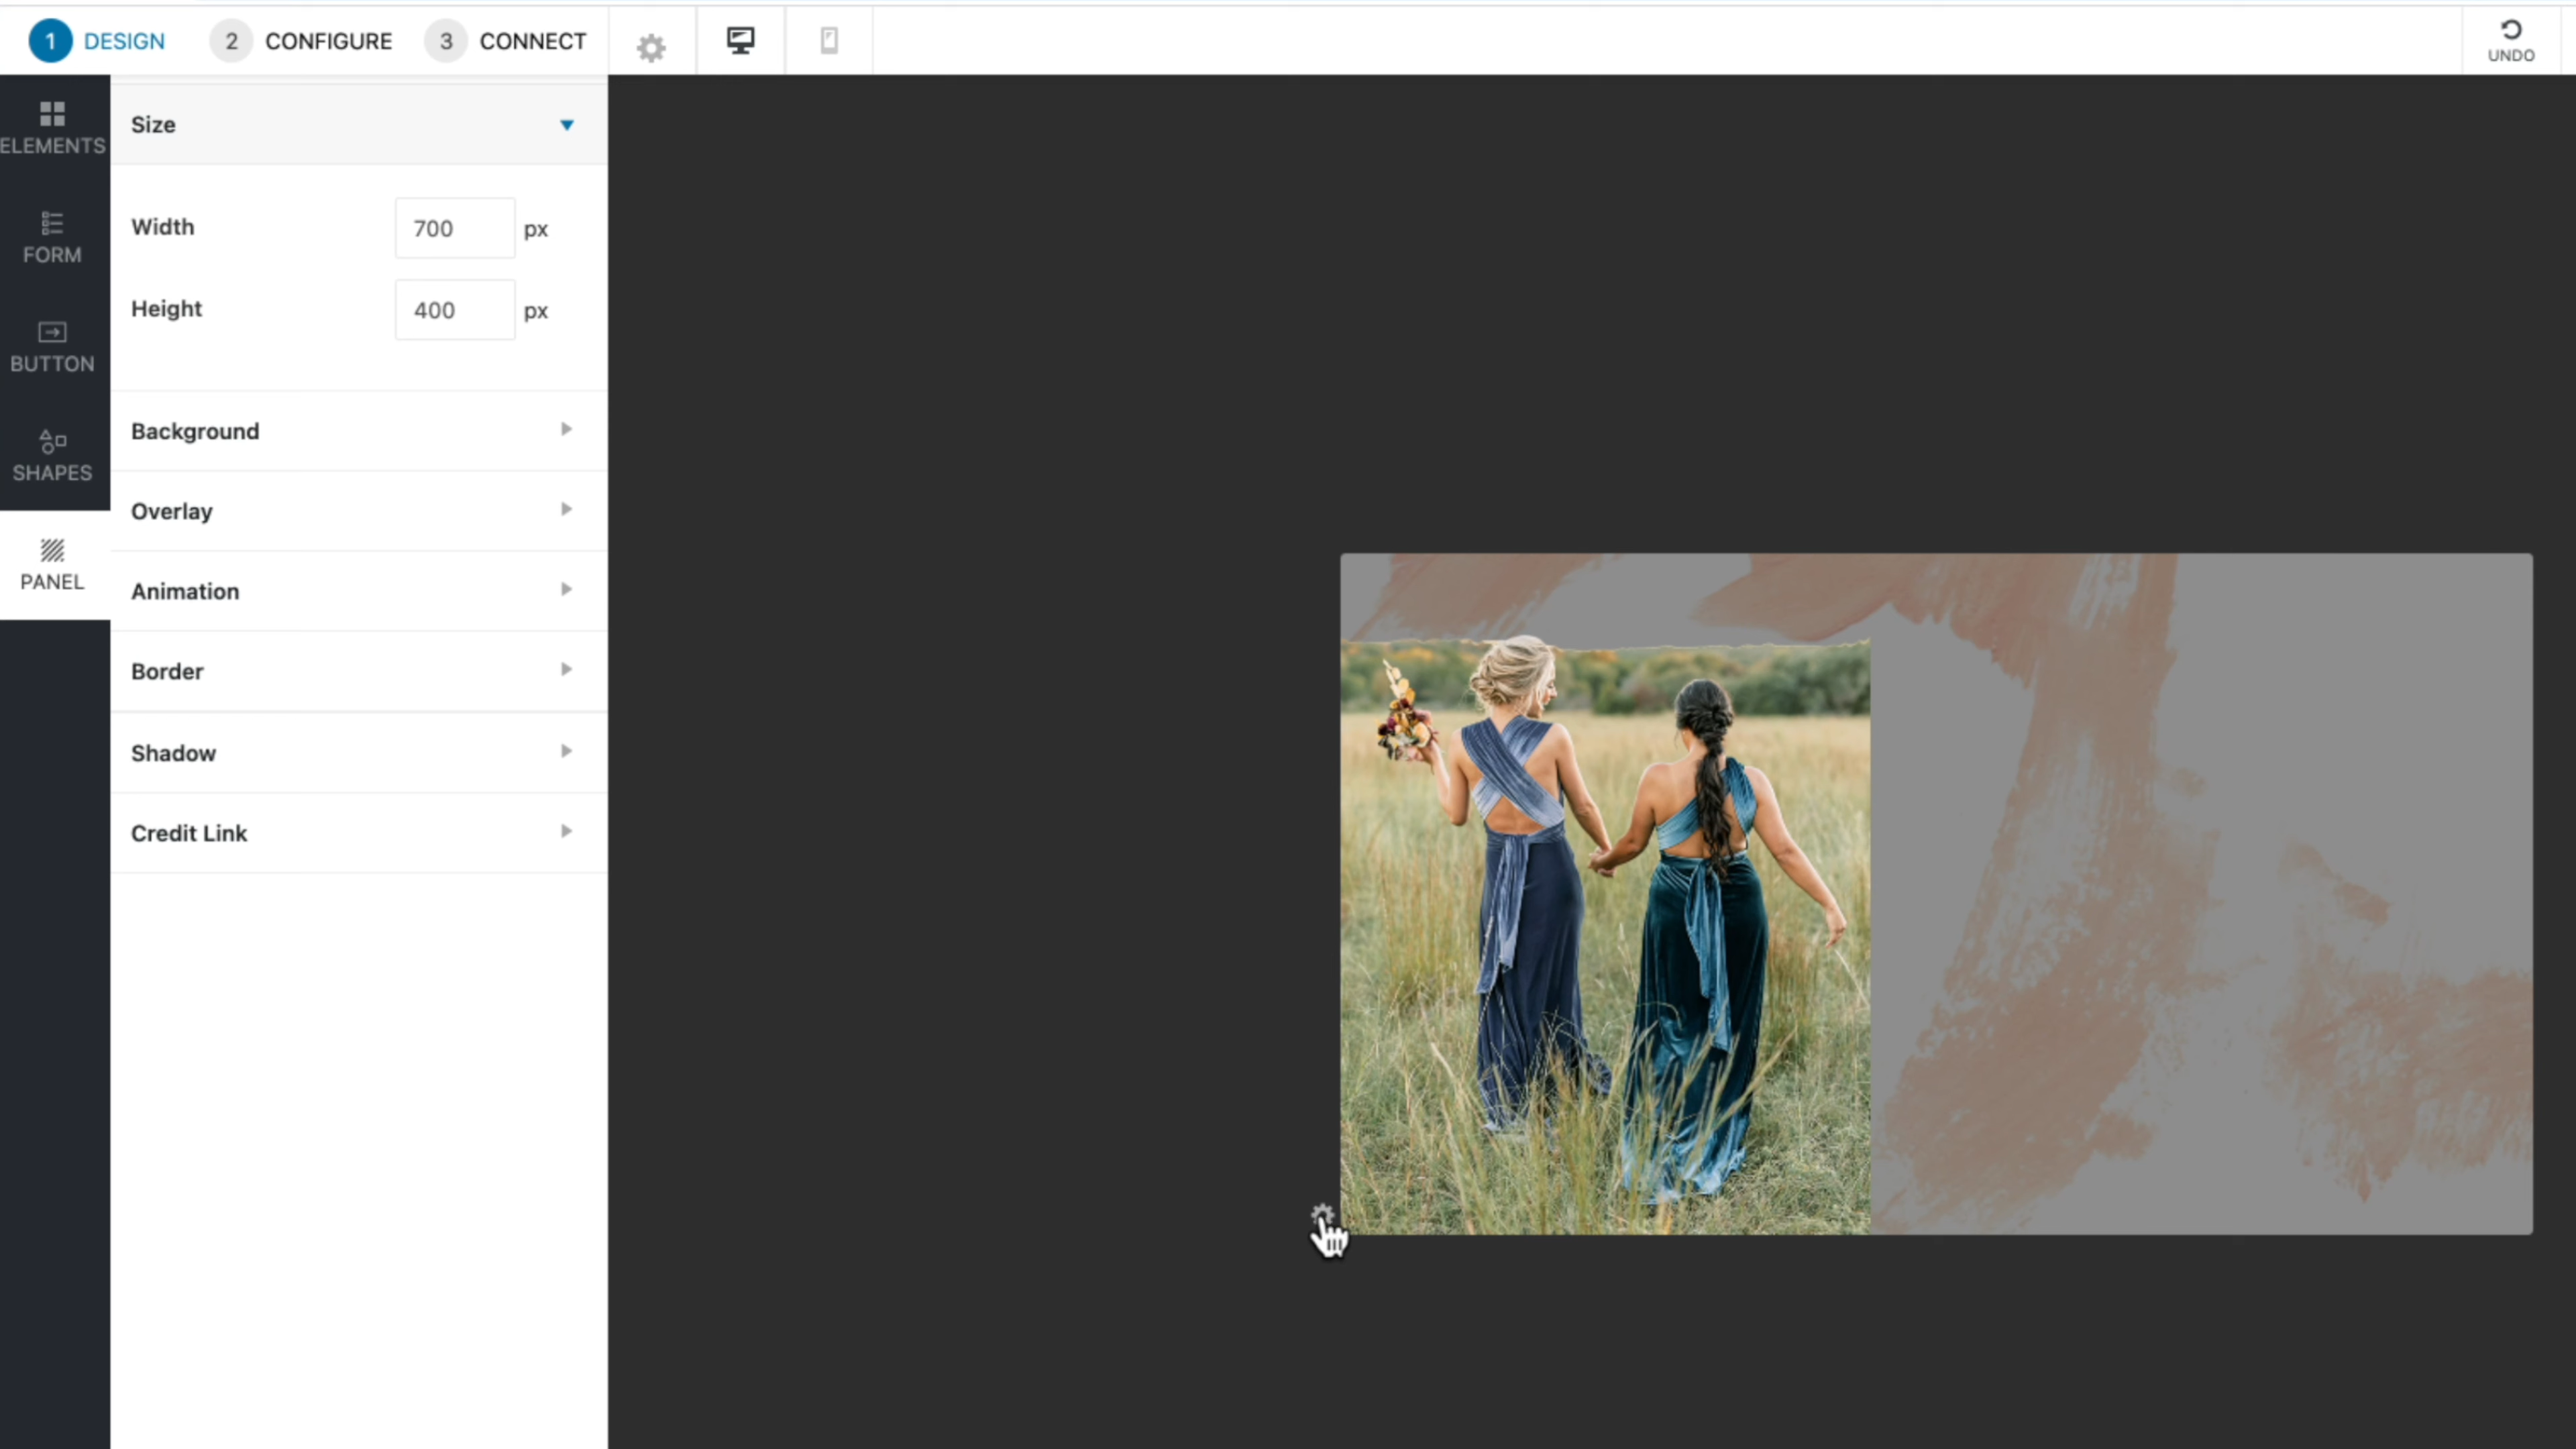 1 DESIGN 2 CONFIGURE 3 CONNECT
UNDO
ELEMENTS
FORM
BUTTON
SHAPES
PANEL
Size
Width 700 px
Height 400 px
Background
Overlay
Animation
Border
Shadow
Credit Link